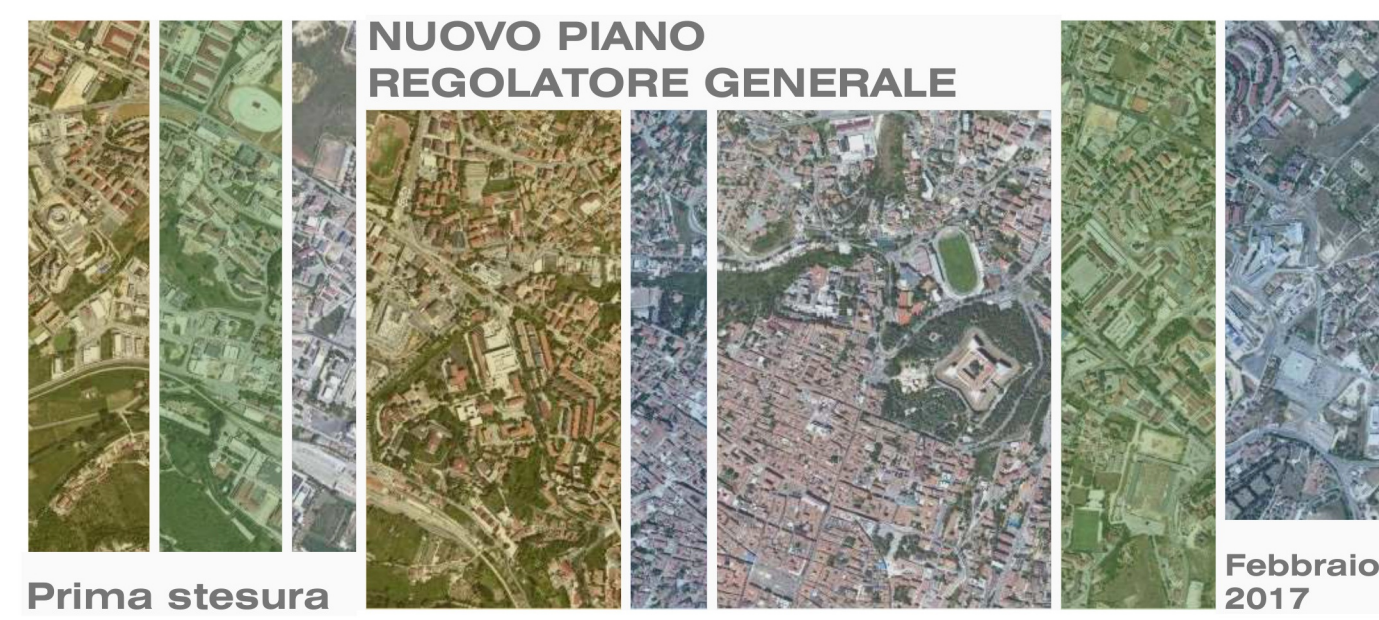 NUOVO PIANO
REGOLATORE GENERALE
Prima stesura
Febbraio
2017